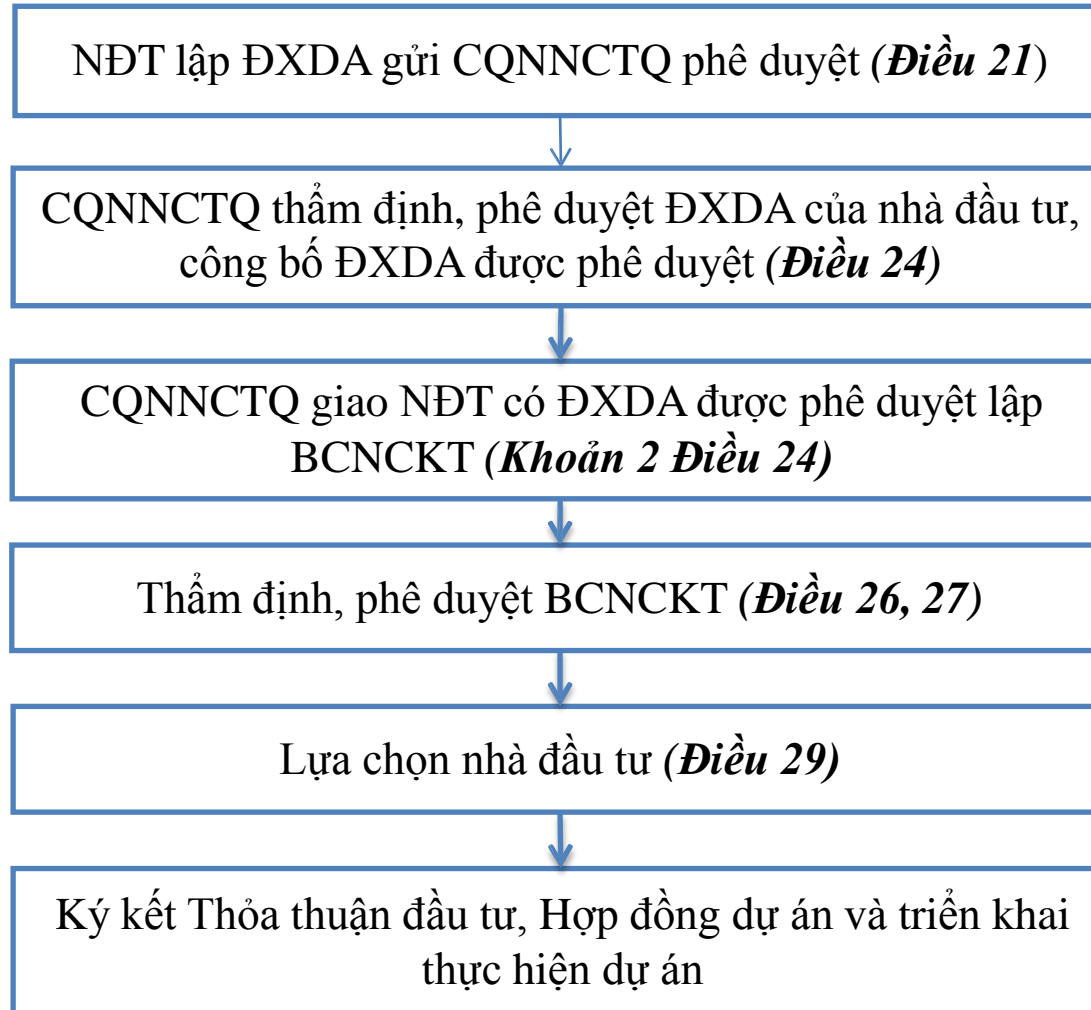 NĐT lập ĐXDA gửi CQNNCTQ phê duyệt (Điều 21)
CQNNCTQ thẩm định, phê duyệt ĐXDA của nhà đầu tư,
công bố ĐXDA được phê duyệt (Điều 24)
CQNNCTQ giao NĐT có ĐXDA được phê duyệt lập
BCNCKT (Khoản 2 Điều 24)
Thẩm định, phê duyệt BCNCKT (Điều 26, 27)
Lựa chọn nhà đầu tư (Điều 29)
Ký kết Thỏa thuận đầu tư, Hợp đồng dự án và triển khai
thực hiện dự án